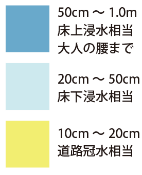 50cm ～ 1.0m
床上浸水相当
大人の腰まで
20cm ～ 50cm
床下浸水相当
10cm ～ 20cm
道路冠水相当